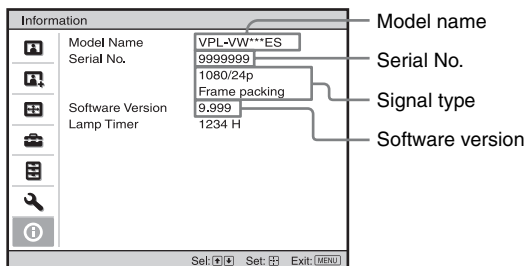 Information
Model Name VPL-VW***ES
Serial No. 9999999
1080/24p
Frame packing
Software Version 9.999
Lamp Timer 1234 H
Sel: Set: Exit: MENU
Model name
Serial No.
Signal type
Software version